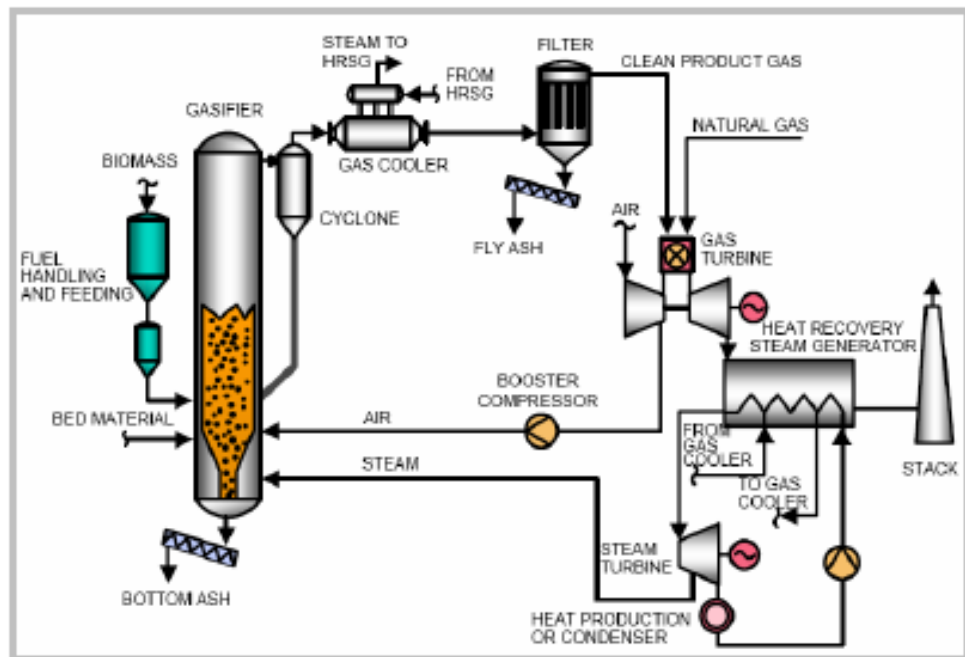 STEAM TO
HRSG
FROM
HRSG
FILTER
CLEAN PRODUCT GAS
GASIFIER
NATURAL GAS
BIOMASS
GAS COOLER
CYCLONE
AIR
FLY ASH
GAS
TURBINE
FUEL
HANDLING
AND FEEDING
HEAT RECOVERY
STEAM GENERATOR
BOOSTER
COMPRESSOR
BED MATERIAL
AIR
FROM
GAS
COOLER
STEAM
TO GAS
COOLER
STACK
STEAM
TURBINE
BOTTOM ASH
HEAT PRODUCTION
OR CONDENSER